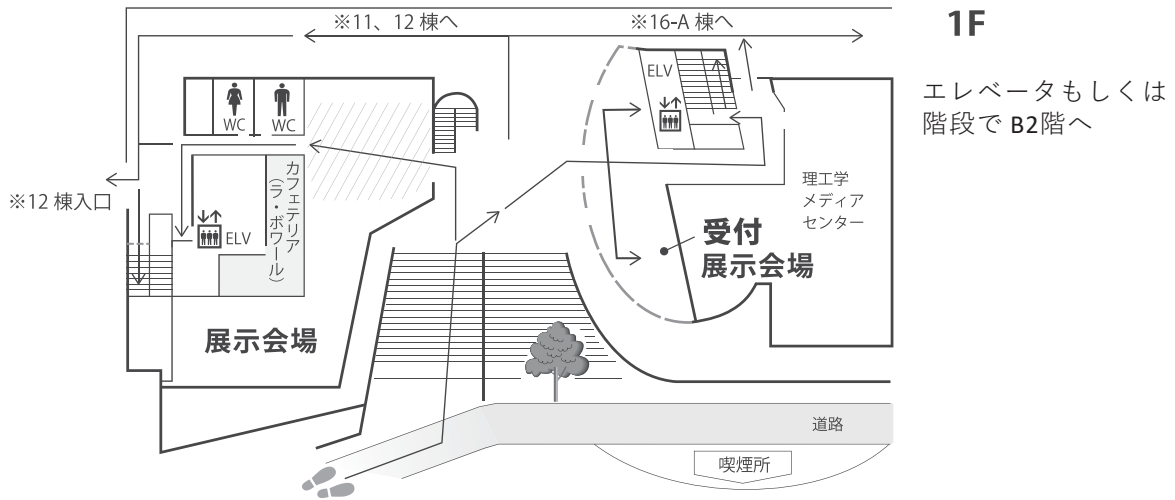 ※11、12 棟へ
※16-A 棟へ
1F
エレベータもしくは
階段で B2階へ
ELV
WC
WC
カフェテリア
（ラ・ボワール）
※12 棟入口
ELV
理工学
メディア
センター
受付
展示会場
展示会場
道路
喫煙所